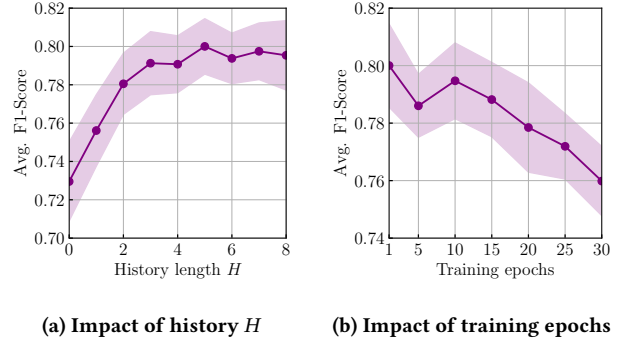 0.82
0.80
0.78
0.76
0.74
0.72
0.70
Avg. F1-Score
0 2 4 6 8
History length H
0.82
0.80
0.78
0.76
0.74
Avg. F1-Score
1 5 10 15 20 25 30
Training epochs
(a) Impact of history H
(b) Impact of training epochs